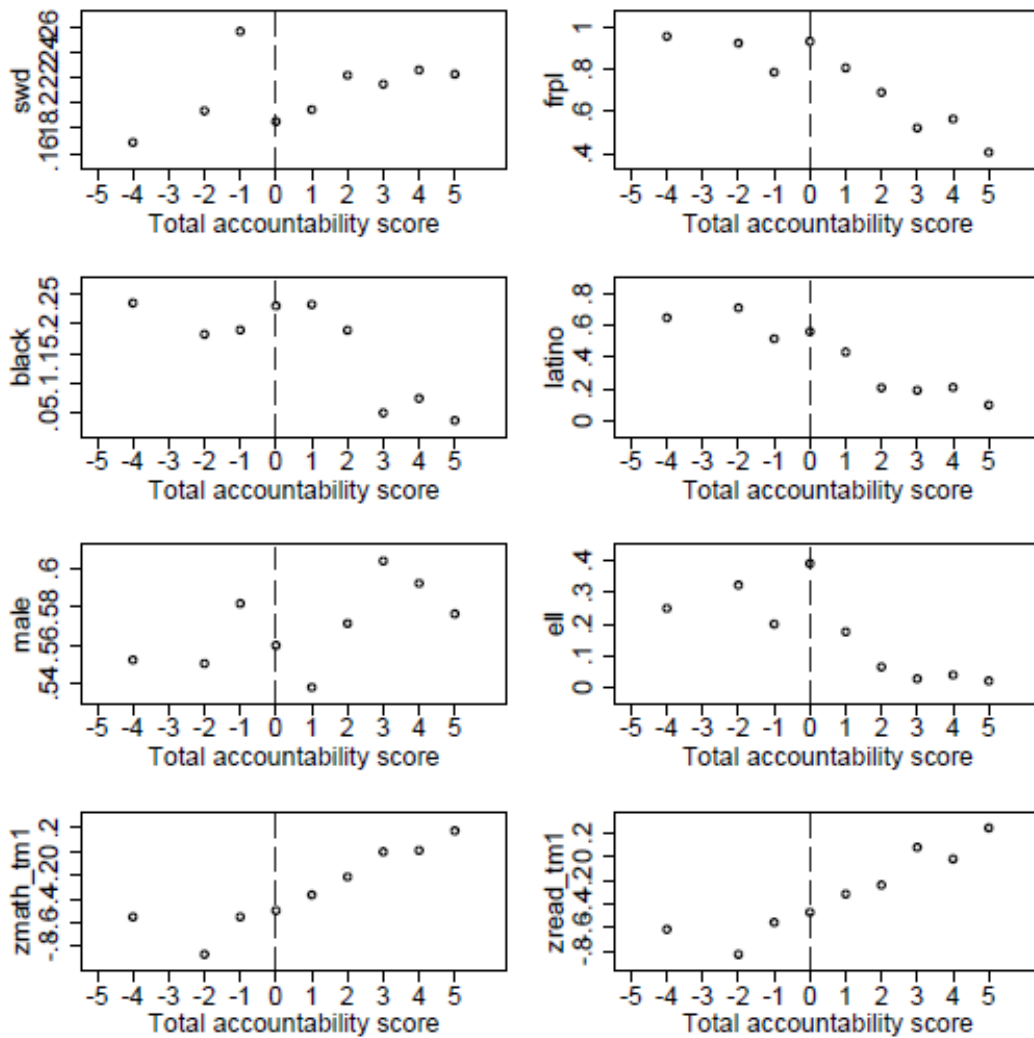 swd
.16.18.2.22.24.26
-5 -4 -3 -2 -1 0 1 2 3 4 5
Total accountability score
frpl
.4 .6 .8 1
-5 -4 -3 -2 -1 0 1 2 3 4 5
Total accountability score
black
.05 .1 .15 .2 .25
-5 -4 -3 -2 -1 0 1 2 3 4 5
Total accountability score
latino
0 .2 .4 .6 .8
-5 -4 -3 -2 -1 0 1 2 3 4 5
Total accountability score
male
.54 .56 .58 .6
-5 -4 -3 -2 -1 0 1 2 3 4 5
Total accountability score
ell
0 .1 .2 .3 .4
-5 -4 -3 -2 -1 0 1 2 3 4 5
Total accountability score
zmath_tm1
-.8 -.6 -.4 -.2 0 .2
-5 -4 -3 -2 -1 0 1 2 3 4 5
Total accountability score
zread_tm1
-.8 -.6 -.4 -.2 0 .2
-5 -4 -3 -2 -1 0 1 2 3 4 5
Total accountability score